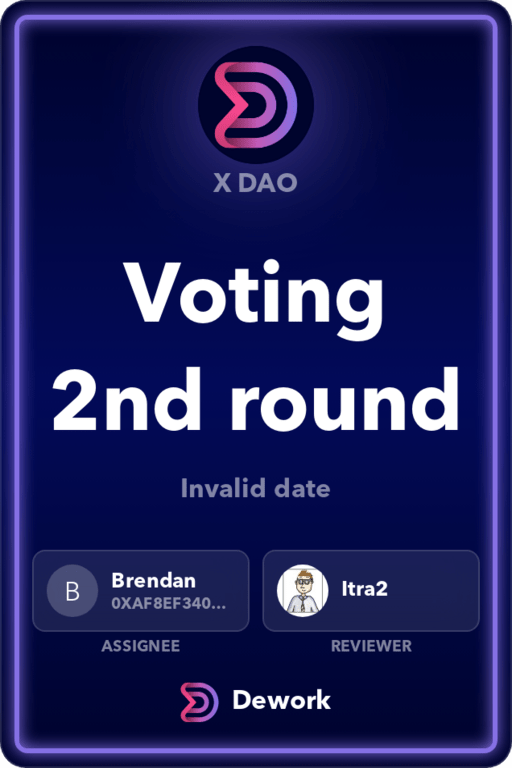 X DAO
Voting
2nd round
Invalid date
B
Brendan
0XAF8EF340...
ASSIGNEE
Itra2
REVIEWER
Dework